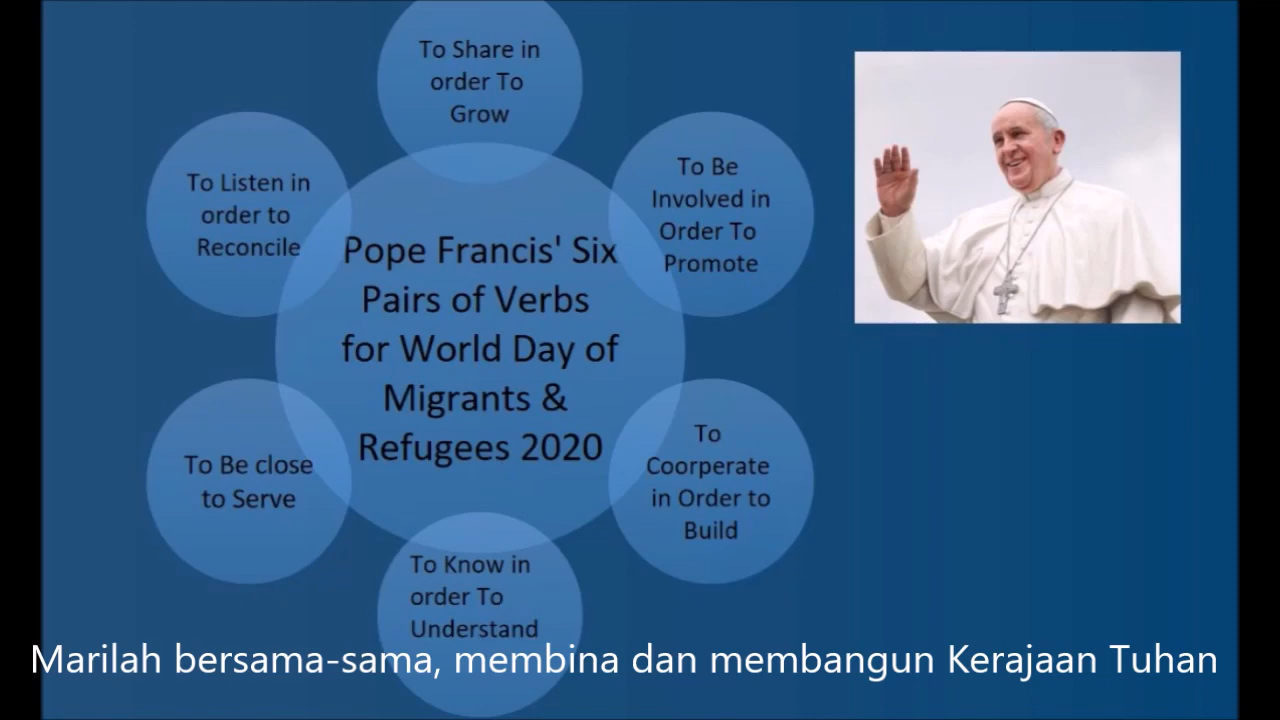 To Share in
order To
Grow
To Listen in
order to
Reconcile
To Be
Involved in
Order To
Promote
Pope Francis' Six
Pairs of Verbs
for World Day of
Migrants &
Refugees 2020
To Be close
to Serve
To
Coorperate
in Order to
Build
To Know in
order To
Understand
Marilah bersama-sama, membina dan membangun Kerajaan Tuhan